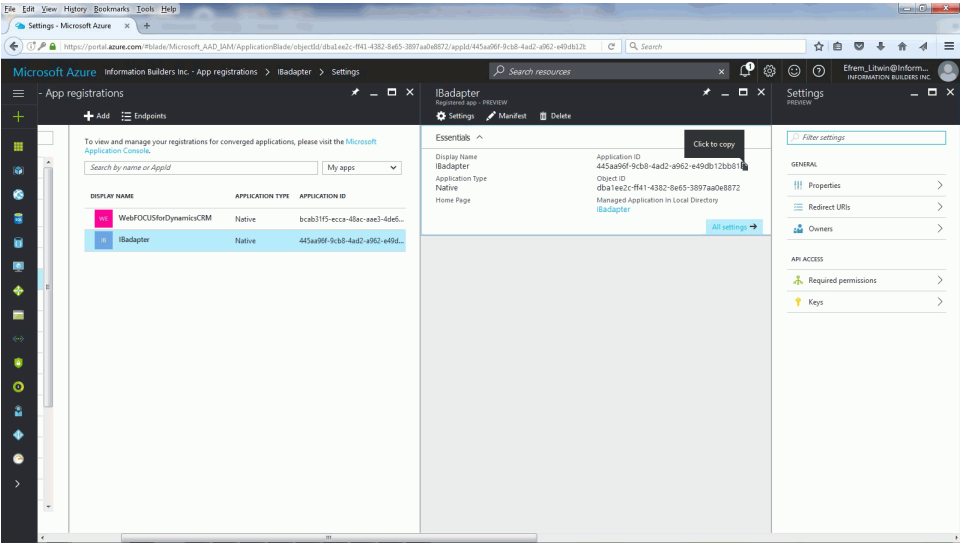 File Edit View History Bookmarks Tools Help
Settings - Microsoft Azure × +
https://portal.azure.com/#blade/Microsoft_AAD_IAM/ApplicationBlade/objectId/dba1ee2c-ff41-4382-8e65-3897aa0e8872/appId/445aa96f-9cb8-4ad2-a962-e49db12b
Search
Microsoft Azure Information Builders Inc. - App registrations > IBadapter > Settings
Search resources
1
Efrem_Litwin@Inform...
INFORMATION BUILDERS INC.
- App registrations
Add Endpoints
To view and manage your registrations for converged applications, please visit the Microsoft
Application Console.
Search by name or AppId My apps
DISPLAY NAME APPLICATION TYPE APPLICATION ID
WE WebFOCUSforDynamicsCRM Native bcab31f5-ecca-48ac-aae3-4de6...
IB IBadapter Native 445aa96f-9cb8-4ad2-a962-e49d...
IBadapter
Registered app - PREVIEW
Settings Manifest Delete
Essentials
Click to copy
Display Name
IBadapter
Application Type
Native
Home Page
Application ID
445aa96f-9cb8-4ad2-a962-e49db12bb81
Object ID
dba1ee2c-ff41-4382-8e65-3897aa0e8872
Managed Application In Local Directory
IBadapter
All settings →
Settings
PREVIEW
Filter settings
GENERAL
Properties
Redirect URIs
Owners
API ACCESS
Required permissions
Keys